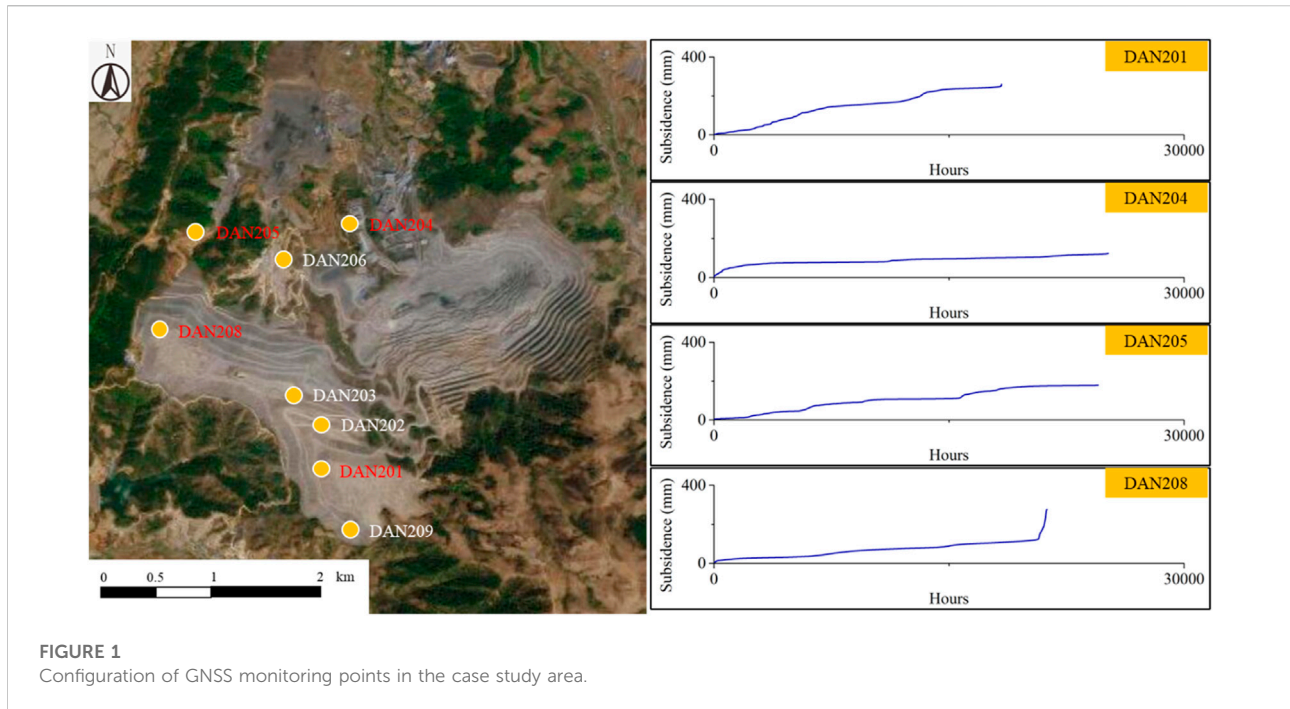 N
DAN205
DAN204
DAN206
DAN208
DAN203
DAN202
DAN201
DAN209
0 0.5 1 2 km
DAN201
400
Subsidence (mm)
0
0 30000
Hours
DAN204
400
Subsidence (mm)
0
0 30000
Hours
DAN205
400
Subsidence (mm)
0
0 30000
Hours
DAN208
400
Subsidence (mm)
0
0 30000
Hours
FIGURE 1
Configuration of GNSS monitoring points in the case study area.